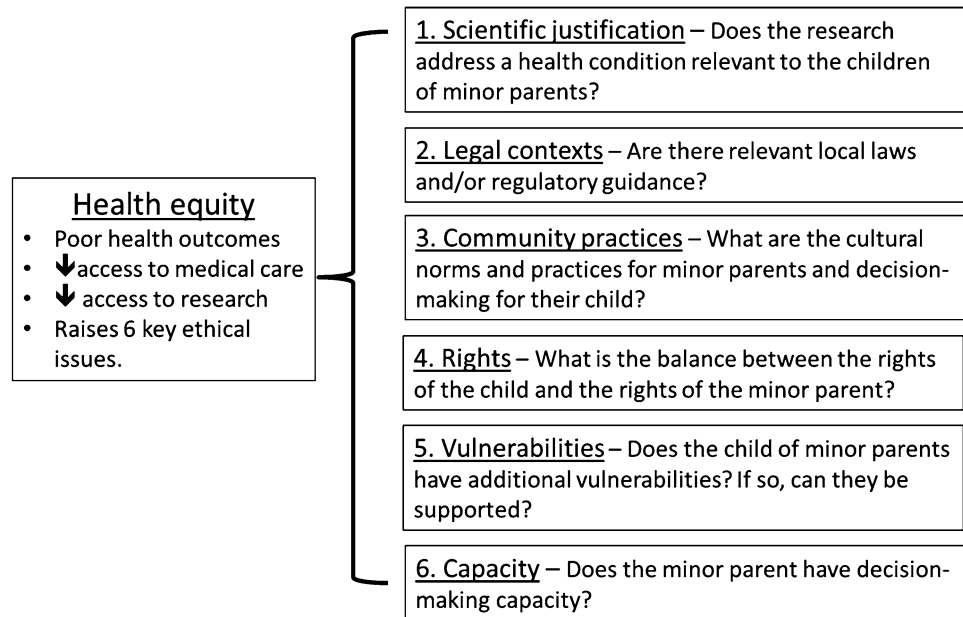 Health equity
• Poor health outcomes
• ↓access to medical care
• ↓ access to research
• Raises 6 key ethical
issues.
1. Scientific justification – Does the research
address a health condition relevant to the children
of minor parents?
2. Legal contexts – Are there relevant local laws
and/or regulatory guidance?
3. Community practices – What are the cultural
norms and practices for minor parents and decision-
making for their child?
4. Rights – What is the balance between the rights
of the child and the rights of the minor parent?
5. Vulnerabilities – Does the child of minor parents
have additional vulnerabilities? If so, can they be
supported?
6. Capacity – Does the minor parent have decision-
making capacity?